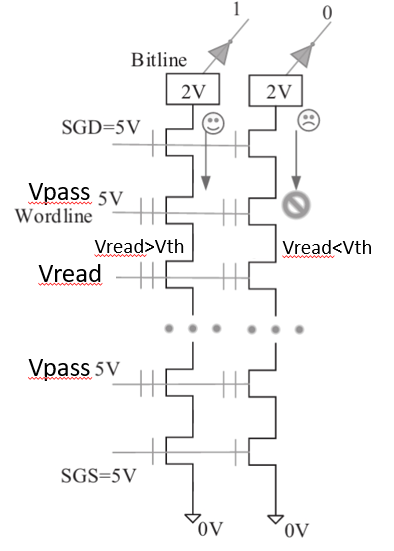 1 0
Bitline
2V 2V
SGD=5V
Vpass 5V
Wordline
Vread>Vth Vread<Vth
Vread
Vpass 5V
SGS=5V
0V 0V